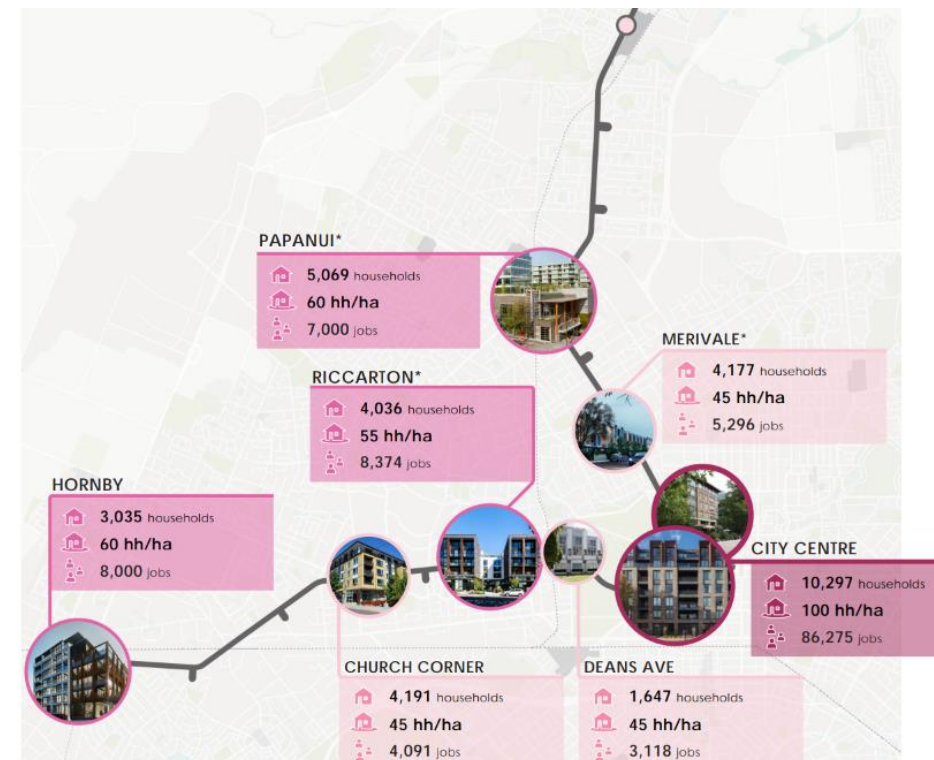 PAPANUI*
5,069 households
60 hh/ha
7,000 jobs
MERIVALE*
4,177 households
45 hh/ha
5,296 jobs
RICCARTON*
4,036 households
55 hh/ha
8,374 jobs
HORNBY
3,035 households
60 hh/ha
8,000 jobs
CITY CENTRE
10,297 households
100 hh/ha
86,275 jobs
CHURCH CORNER
4,191 households
45 hh/ha
4,091 jobs
DEANS AVE
1,647 households
45 hh/ha
3,118 jobs